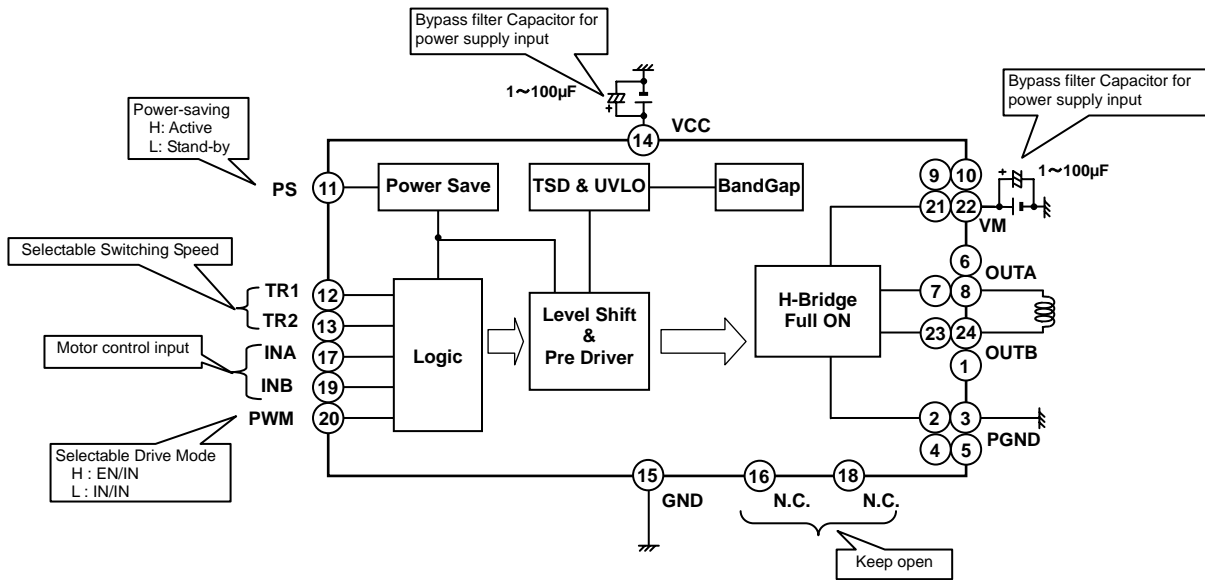 Bypass filter Capacitor for
power supply input
1～100µF
+
Bypass filter Capacitor for
power supply input
1～100µF
+
Power-saving
H: Active
L: Stand-by
14
VCC
PS
11
Power Save
TSD & UVLO
BandGap
9
10
21
22
VM
Selectable Switching Speed
TR1
12
TR2
13
Motor control input
INA
17
INB
19
PWM
20
Logic
Level Shift
&
Pre Driver
H-Bridge
Full ON
6
OUTA
7
8
23
24
OUTB
1
2
3
PGND
4
5
Selectable Drive Mode
H : EN/IN
L : IN/IN
15
GND
16
N.C.
18
N.C.
Keep open